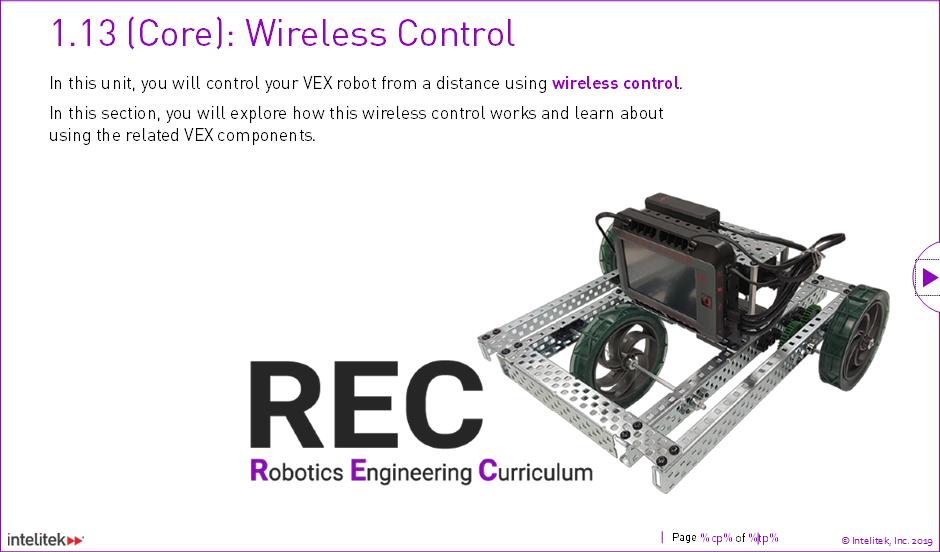 1.13 (Core): Wireless Control
In this unit, you will control your VEX robot from a distance using wireless control.
In this section, you will explore how this wireless control works and learn about
using the related VEX components.
REC
Robotics Engineering Curriculum
intelitek
Page %cp% of %tp%
© Intelitek, Inc. 2019